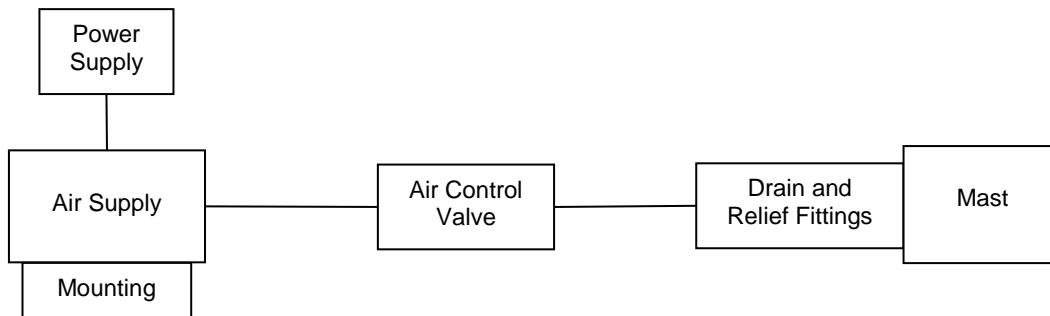 Power
Supply
Air Supply
Mounting
Air Control
Valve
Drain and
Relief Fittings
Mast